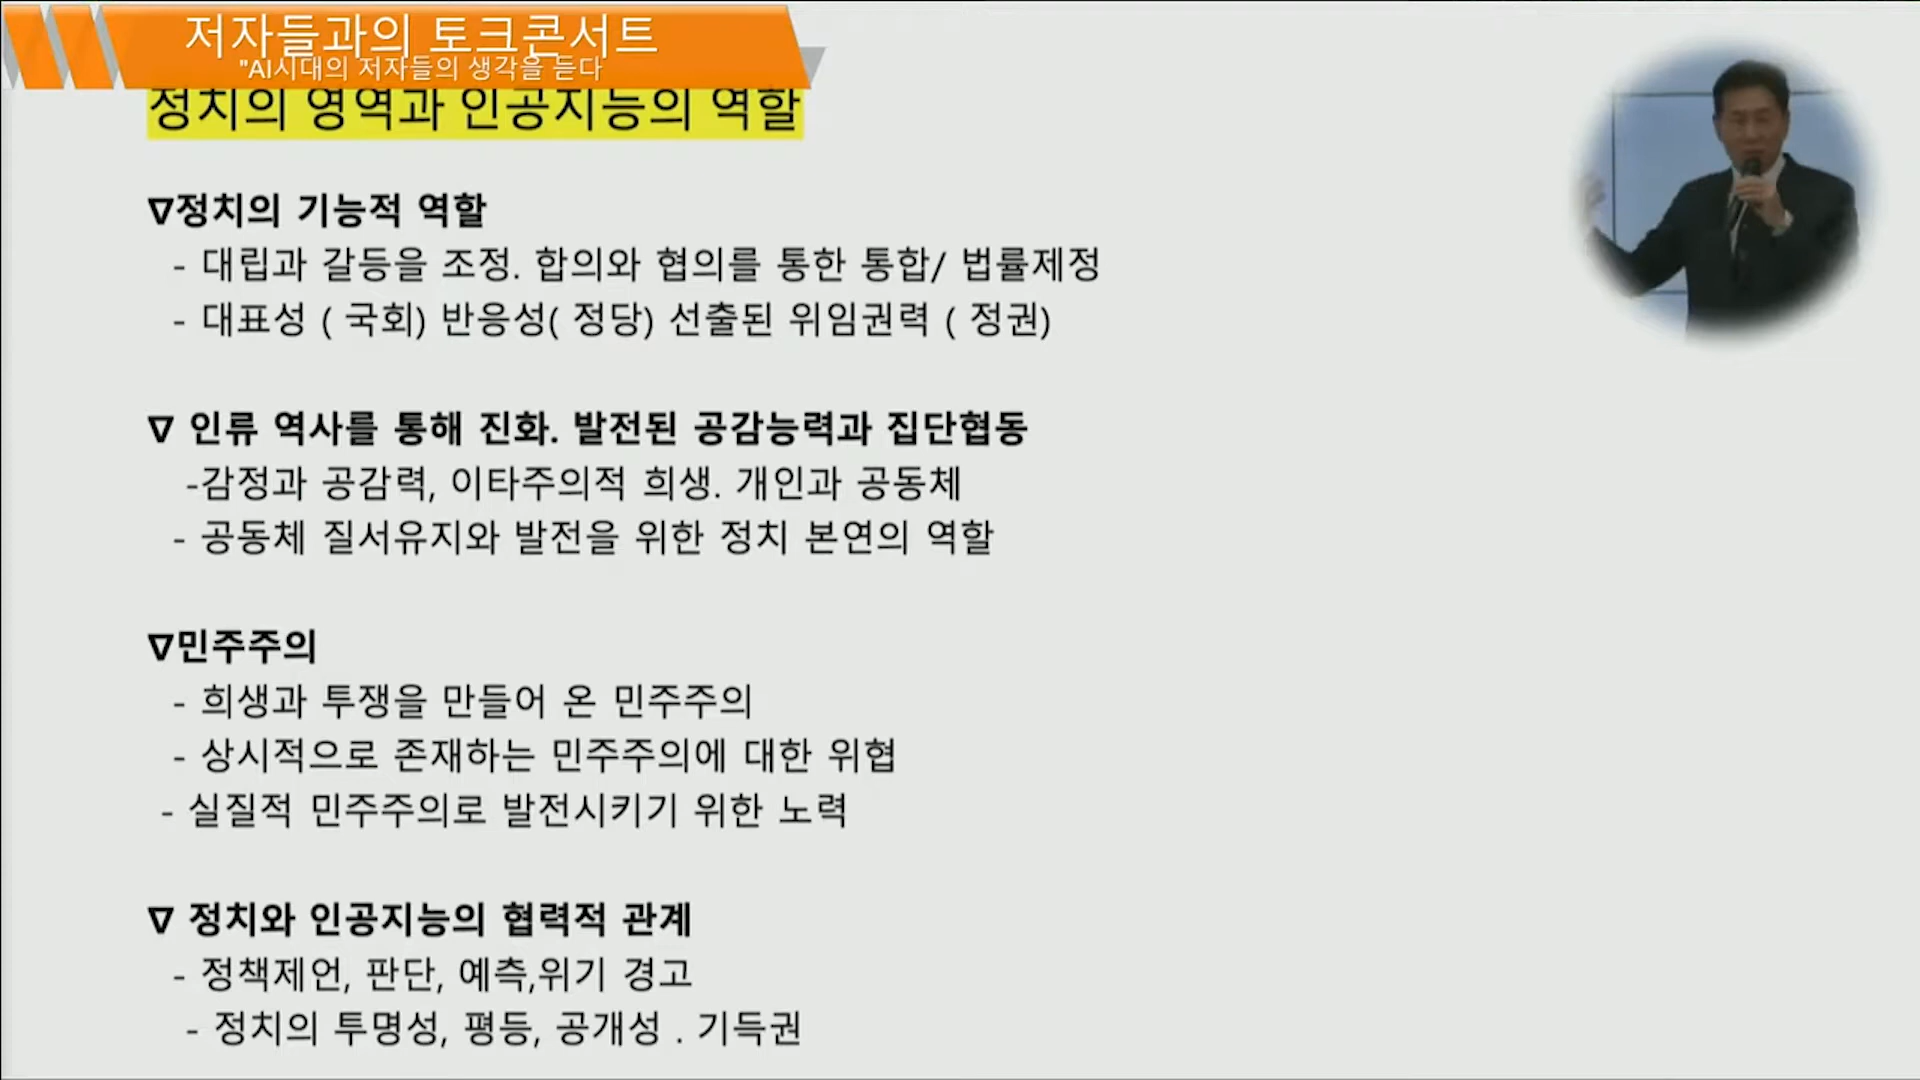 저자들과의 토크콘서트
"AI시대의 저자들의 생각을 듣다
정치의 영역과 인공지능의 역할
∇정치의 기능적 역할
- 대립과 갈등을 조정. 합의와 협의를 통한 통합/ 법률제정
- 대표성 ( 국회) 반응성( 정당) 선출된 위임권력 ( 정권)
∇ 인류 역사를 통해 진화. 발전된 공감능력과 집단협동
-감정과 공감력, 이타주의적 희생. 개인과 공동체
- 공동체 질서유지와 발전을 위한 정치 본연의 역할
∇민주주의
- 희생과 투쟁을 만들어 온 민주주의
- 상시적으로 존재하는 민주주의에 대한 위협
- 실질적 민주주의로 발전시키기 위한 노력
∇ 정치와 인공지능의 협력적 관계
- 정책제언, 판단, 예측,위기 경고
- 정치의 투명성, 평등, 공개성 . 기득권